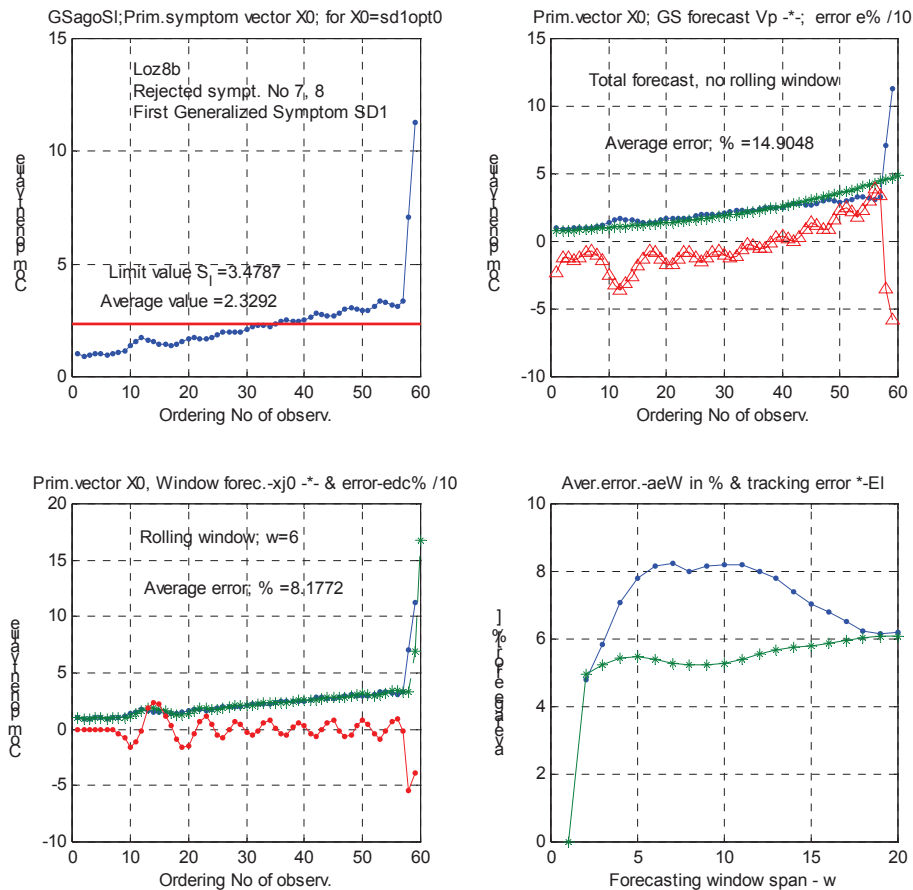 GSagoSI;Prim.symptom vector X0; for X0=sd1opt0
15
10
5
0
Loz8b
Rejected sympt. No 7, 8
First Generalized Symptom SD1
Limit value Sl =3.4787
Average value =2.3292
0 10 20 30 40 50 60
Ordering No of observ.
Prim.vector X0; GS forecast Vp -*-; error e% /10
15
10
5
0
-5
-10
Total forecast, no rolling window
Average error; % =14.9048
0 10 20 30 40 50 60
Ordering No of observ.
Prim.vector X0, Window forec.-xj0 -*- & error-edc% /10
20
15
10
5
0
-5
-10
Rolling window; w=6
Average error; % =8.1772
0 10 20 30 40 50 60
Ordering No of observ.
Aver.error.-aeW in % & tracking error *-El
10
8
6
4
2
0
0 5 10 15 20
Forecasting window span - w